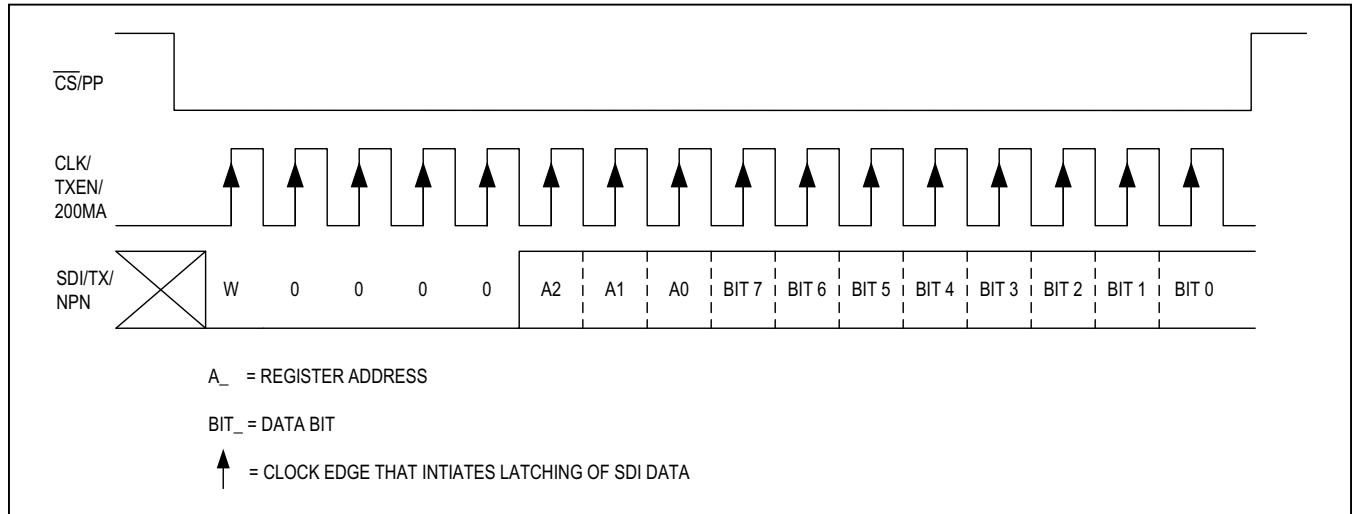 CS/PP
CLK/
TXEN/
200MA
SDI/TX/
NPN
W 0 0 0 0 A2 A1 A0 BIT 7 BIT 6 BIT 5 BIT 4 BIT 3 BIT 2 BIT 1 BIT 0
A_ = REGISTER ADDRESS
BIT_ = DATA BIT
= CLOCK EDGE THAT INTIATES LATCHING OF SDI DATA